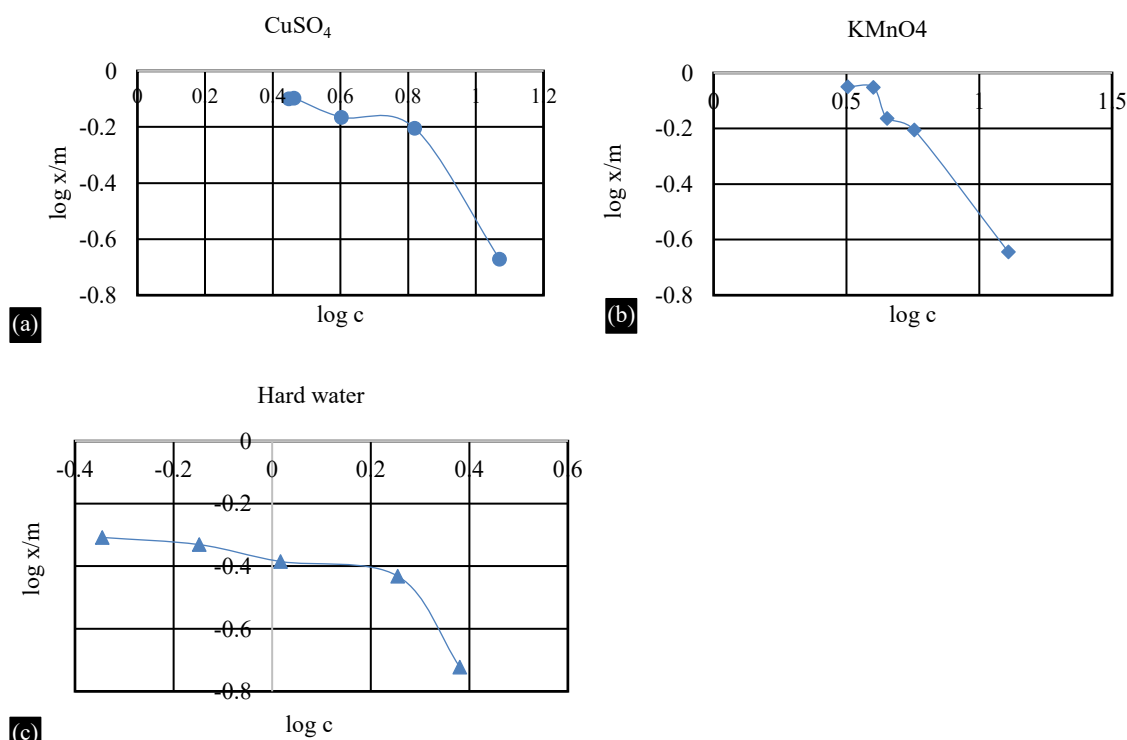 CuSO₄
0
0 0.2 0.4 0.6 0.8 1 1.2
-0.2
-0.4
-0.6
-0.8
log x/m
log c
(a)
KMnO4
0
0 0.5 1 1.5
-0.2
-0.4
-0.6
-0.8
log x/m
log c
(b)
Hard water
0
-0.4 -0.2 0 0.2 0.4 0.6
-0.2
-0.4
-0.6
-0.8
log x/m
log c
(c)